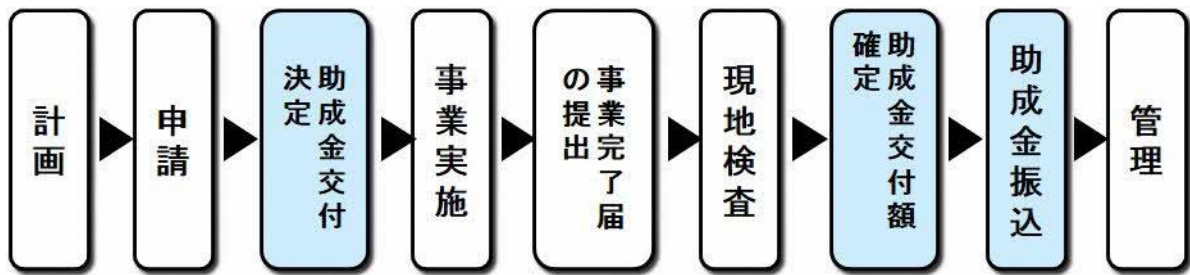 計画
申請
助成金交付
決定
事業実施
事業完了届
の提出
現地検査
助成金交付額
確定
助成金振込
管理